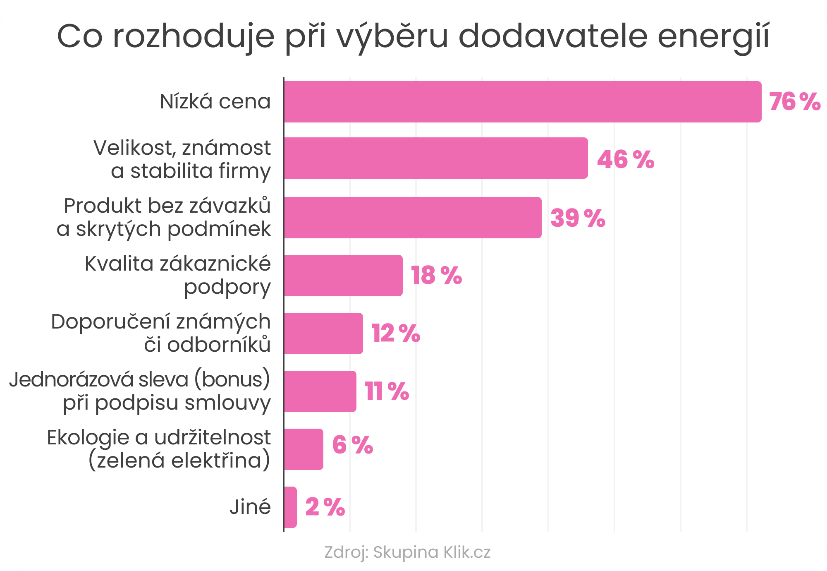 Co rozhoduje při výběru dodavatele energií
Nízká cena
76 %
Velikost, známost
a stabilita firmy
46 %
Produkt bez závazků
a skrytých podmínek
39 %
Kvalita zákaznické
podpory
18 %
Doporučení známých
či odborníků
12 %
Jednorázová sleva (bonus)
při podpisu smlouvy
11 %
Ekologie a udržitelnost
(zelená elektřina)
6 %
Jiné
2 %
Zdroj: Skupina Klik.cz